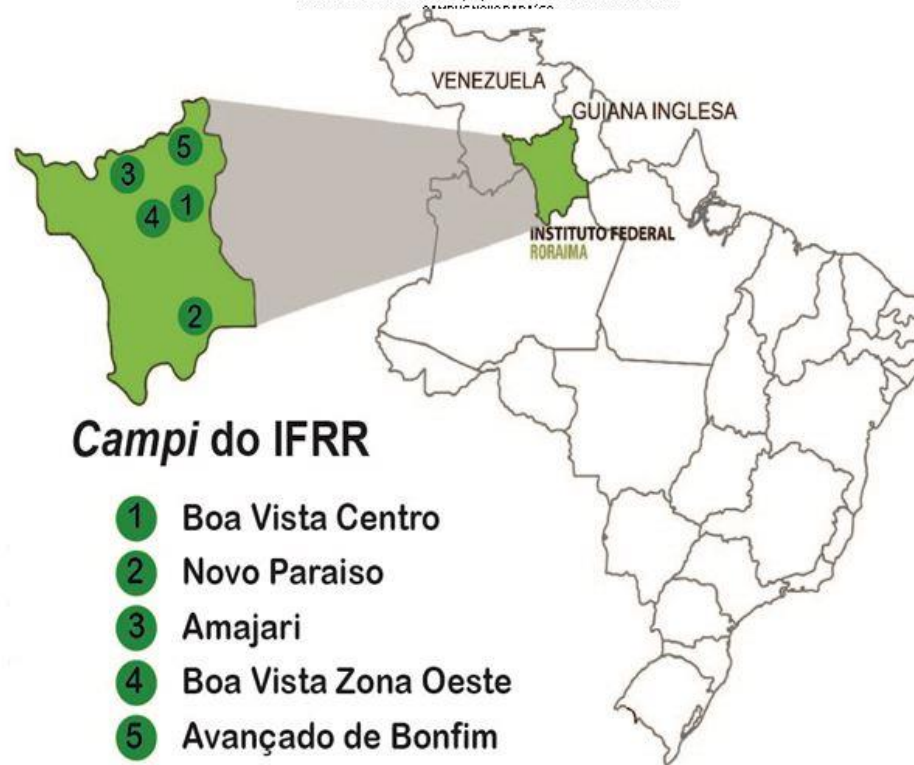 VENEZUELA
GUIANA INGLESA
5
3
1
4
2
INSTITUTO FEDERAL
RORAIMA
Campi do IFRR
1 Boa Vista Centro
2 Novo Paraiso
3 Amajari
4 Boa Vista Zona Oeste
5 Avançado de Bonfim